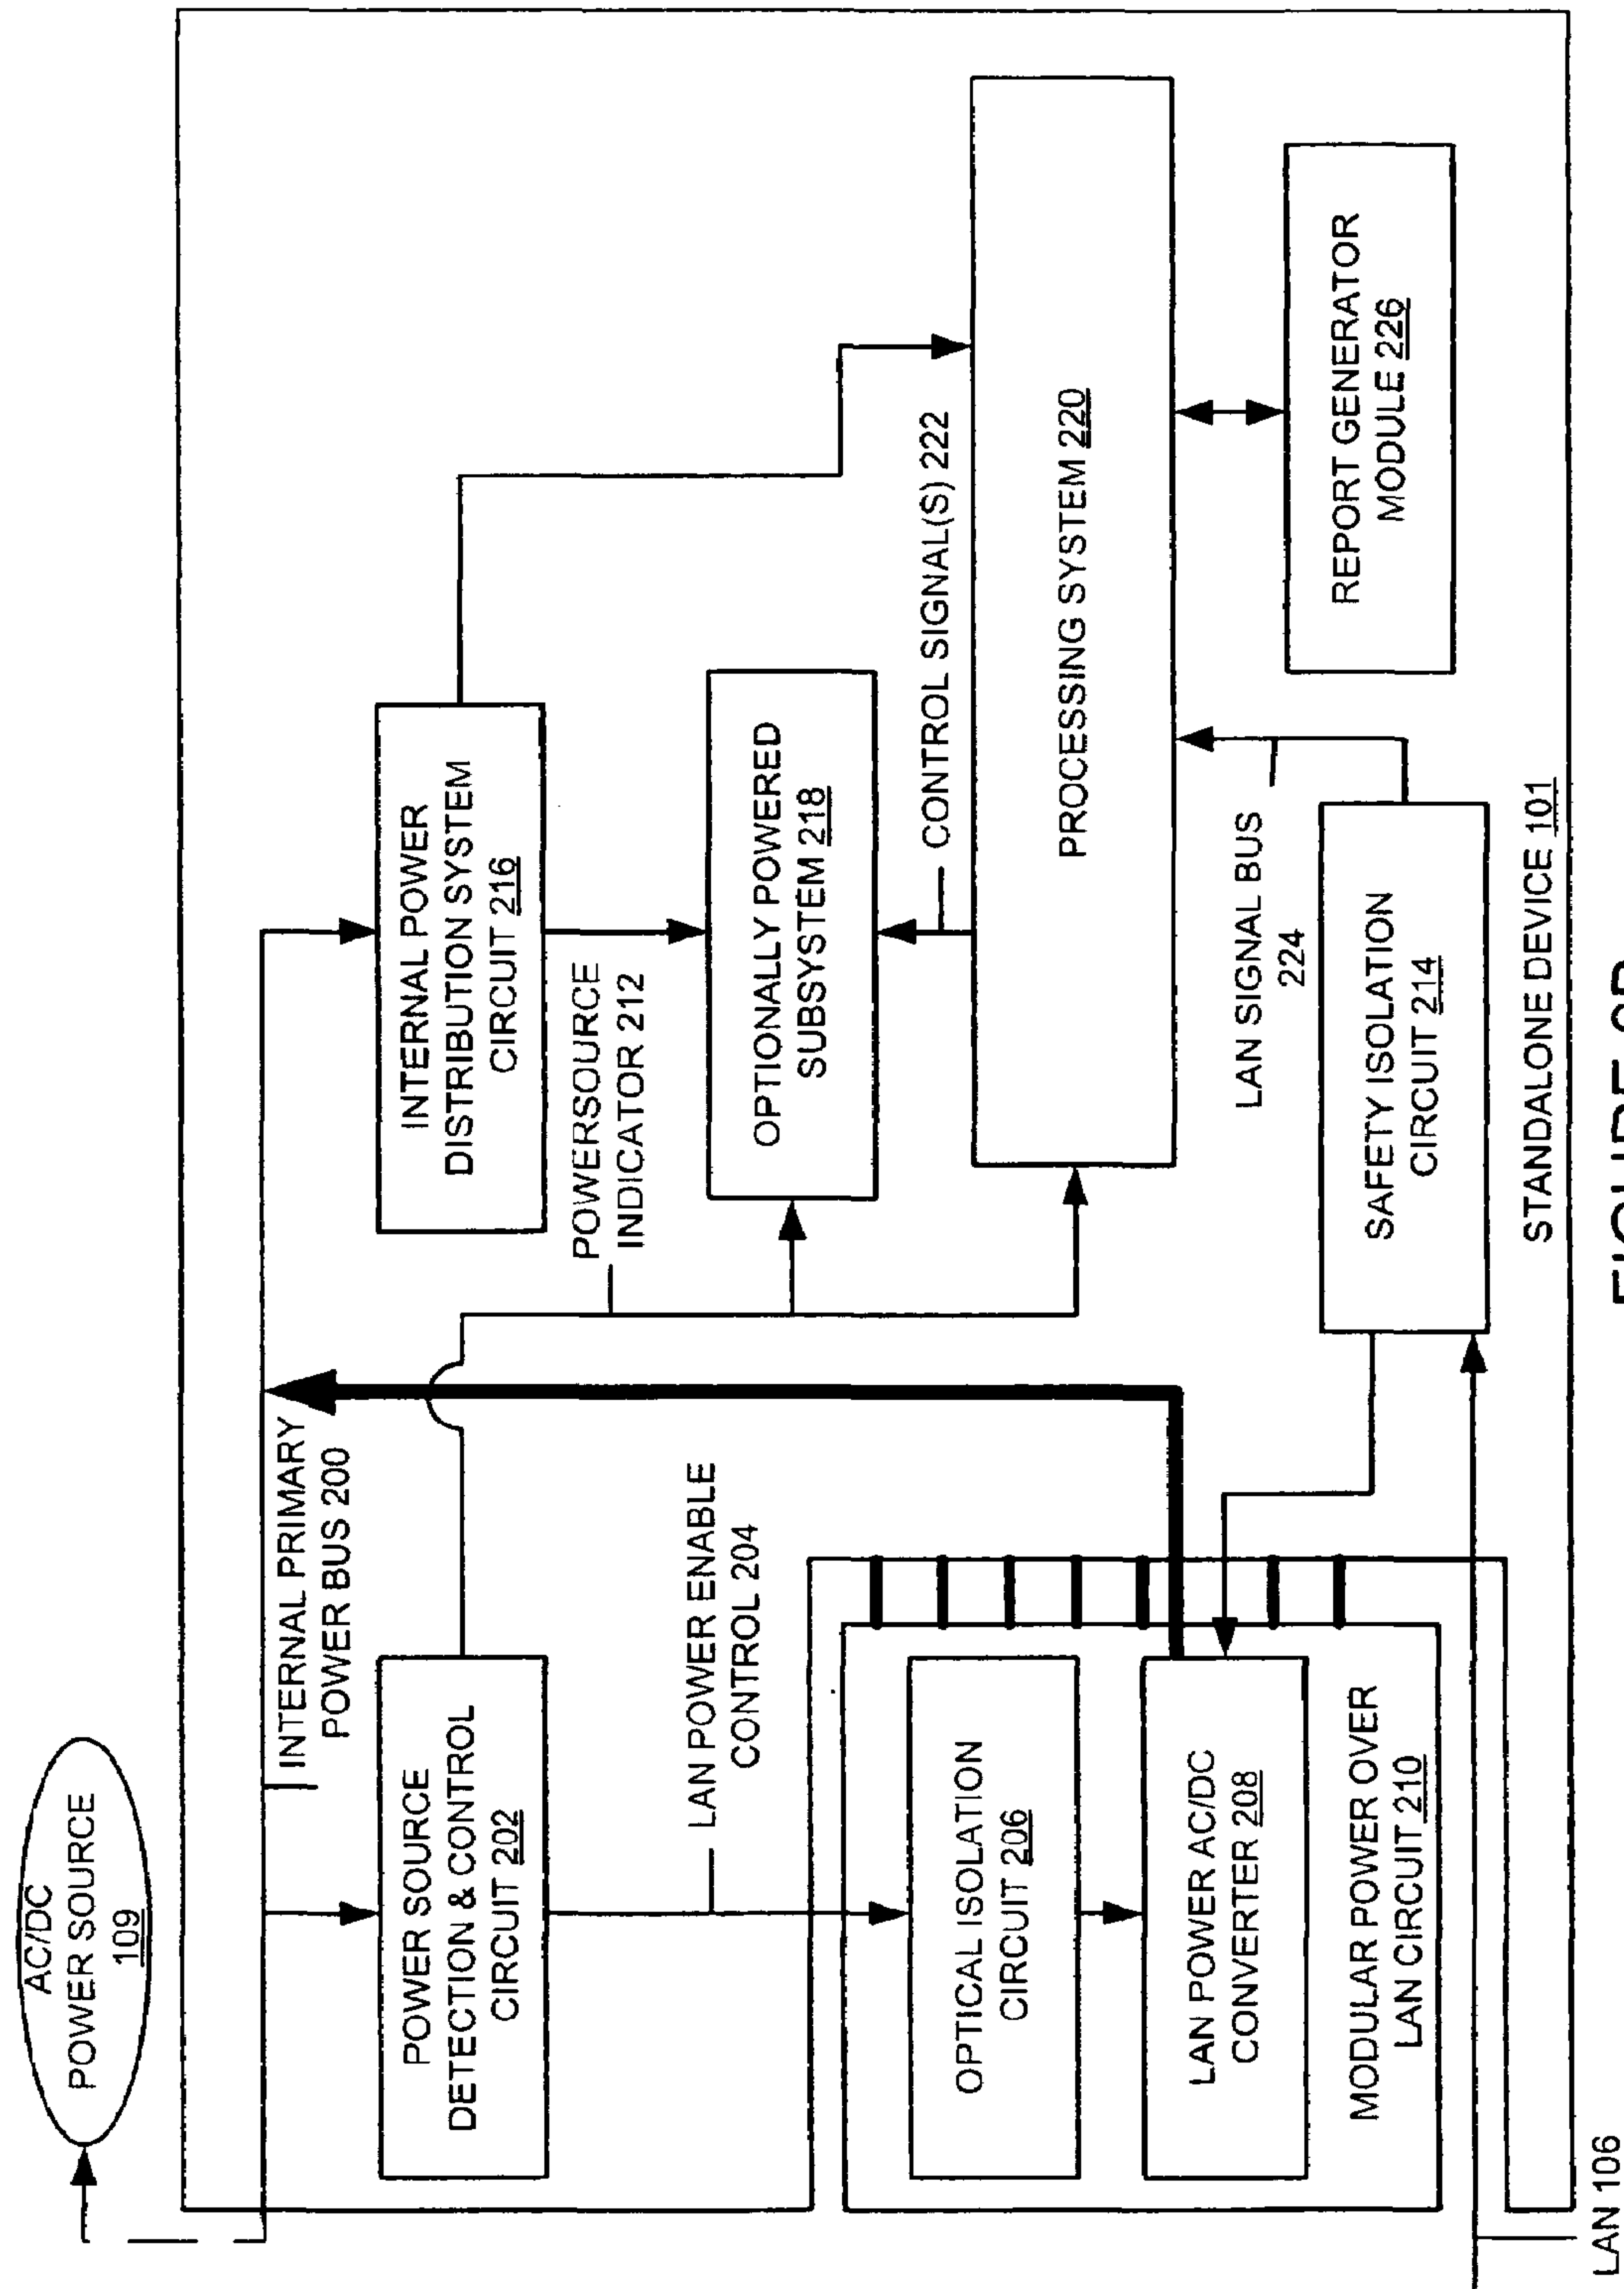 AC/DC
POWER SOURCE
109
INTERNAL PRIMARY
POWER BUS 200
POWER SOURCE
DETECTION & CONTROL
CIRCUIT 202
INTERNAL POWER
DISTRIBUTION SYSTEM
CIRCUIT 216
POWERSOURCE
INDICATOR 212
LAN POWER ENABLE
CONTROL 204
OPTIONALLY POWERED
SUBSYSTEM 218
CONTROL SIGNAL(S) 222
OPTICAL ISOLATION
CIRCUIT 206
PROCESSING SYSTEM 220
LAN POWER AC/DC
CONVERTER 208
LAN SIGNAL BUS
224
MODULAR POWER OVER
LAN CIRCUIT 210
SAFETY ISOLATION
CIRCUIT 214
REPORT GENERATOR
MODULE 226
STANDALONE DEVICE 101
LAN 106